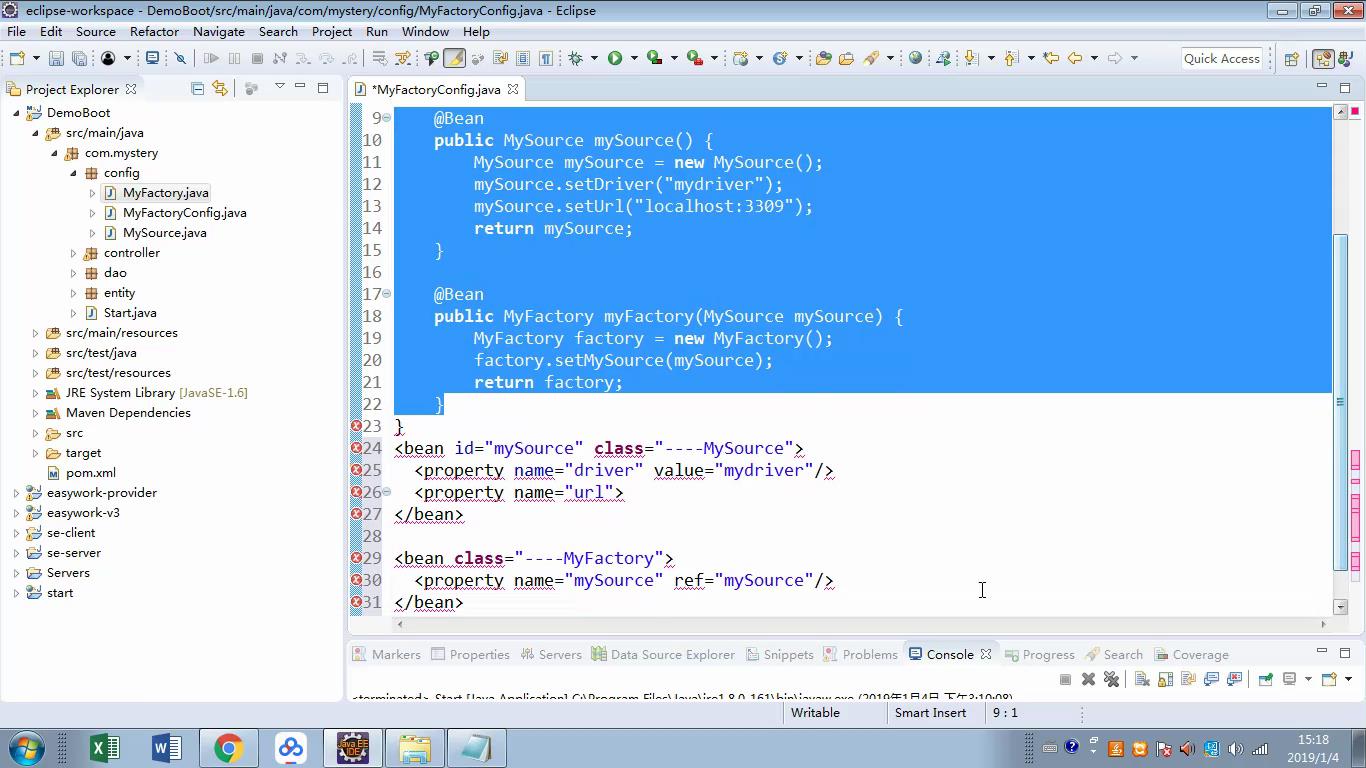 eclipse-workspace - DemoBoot/src/main/java/com/mystery/config/MyFactoryConfig.java - Eclipse
File Edit Source Refactor Navigate Search Project Run Window Help
Quick Access
Project Explorer
*MyFactoryConfig.java
DemoBoot
src/main/java
com.mystery
config
MyFactory.java
MyFactoryConfig.java
MySource.java
controller
dao
entity
Start.java
src/main/resources
src/test/java
src/test/resources
JRE System Library [JavaSE-1.6]
Maven Dependencies
src
target
pom.xml
easywork-provider
easywork-v3
se-client
se-server
Servers
start
9 @Bean
10 public MySource mySource() {
11 MySource mySource = new MySource();
12 mySource.setDriver("mydriver");
13 mySource.setUrl("localhost:3309");
14 return mySource;
15 }
16
17 @Bean
18 public MyFactory myFactory(MySource mySource) {
19 MyFactory factory = new MyFactory();
20 factory.setMySource(mySource);
21 return factory;
22 }
23 }
24 <bean id="mySource" class="----MySource">
25 <property name="driver" value="mydriver"/>
26 <property name="url">
27 </bean>
28
29 <bean class="----MyFactory">
30 <property name="mySource" ref="mySource"/>
31 </bean>
Markers Properties Servers Data Source Explorer Snippets Problems Console Progress Search Coverage
<terminated> Start [Java Application] C:\Program Files\Java\jre1.8.0_161\bin\javaw.exe (2019年1月4日 下午3:10:08)
Writable Smart Insert 9 : 1
Java EE
IDE
15:18
2019/1/4